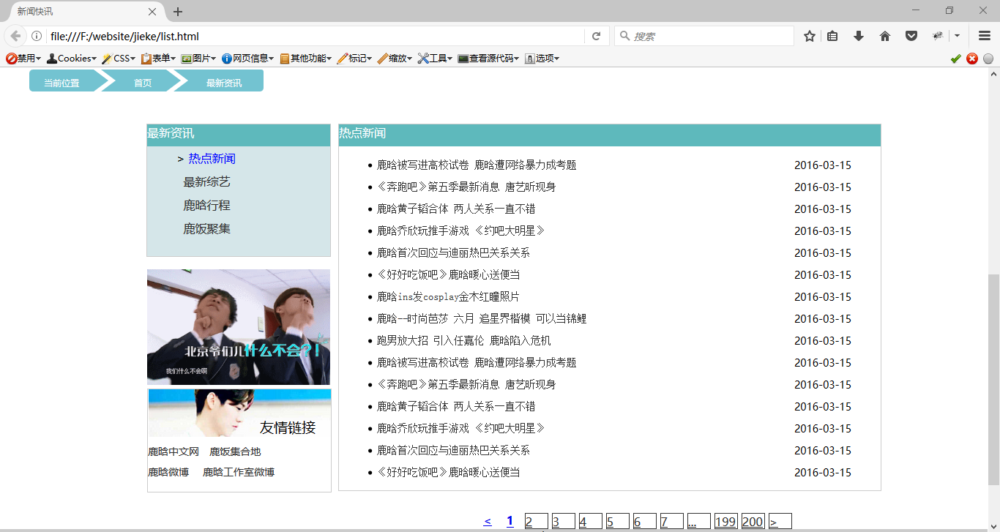 新闻快讯
file:///F:/website/jieke/list.html
搜索
禁用 Cookies CSS 表单 图片 网页信息 其他功能 标记 缩放 工具 查看源代码 选项
当前位置 首页 最新资讯
最新资讯
> 热点新闻
最新综艺
鹿晗行程
鹿饭聚集
北京爷们儿什么不会?!
我们什么不会啊
友情链接
鹿晗中文网 鹿饭集合地
鹿晗微博 鹿晗工作室微博
热点新闻
• 鹿晗被写进高校试卷 鹿晗遭网络暴力成考题 2016-03-15
• 《奔跑吧》第五季最新消息 唐艺昕现身 2016-03-15
• 鹿晗黄子韬合体 两人关系一直不错 2016-03-15
• 鹿晗乔欣玩推手游戏 《约吧大明星》 2016-03-15
• 鹿晗首次回应与迪丽热巴关系关系 2016-03-15
• 《好好吃饭吧》鹿晗暖心送便当 2016-03-15
• 鹿晗ins发cosplay金木红瞳照片 2016-03-15
• 鹿晗--时尚芭莎 六月 追星界楷模 可以当锦鲤 2016-03-15
• 跑男放大招 引入任嘉伦 鹿晗陷入危机 2016-03-15
• 鹿晗被写进高校试卷 鹿晗遭网络暴力成考题 2016-03-15
• 《奔跑吧》第五季最新消息 唐艺昕现身 2016-03-15
• 鹿晗黄子韬合体 两人关系一直不错 2016-03-15
• 鹿晗乔欣玩推手游戏 《约吧大明星》 2016-03-15
• 鹿晗首次回应与迪丽热巴关系关系 2016-03-15
• 《好好吃饭吧》鹿晗暖心送便当 2016-03-15
< 1 2 3 4 5 6 7 ... 199 200 >